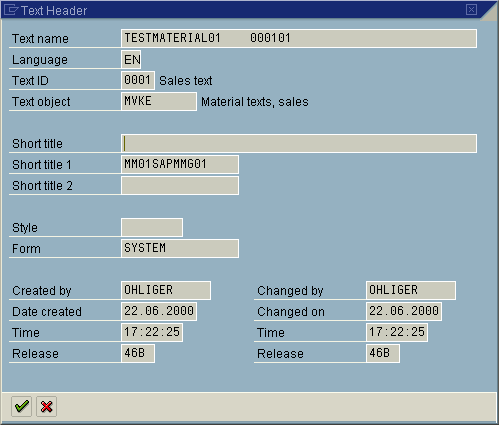 Text Header
Text name TESTMATERIAL01 000101
Language EN
Text ID 0001 Sales text
Text object MVKE Material texts, sales
Short title
Short title 1 MM01SAPMMG01
Short title 2
Style
Form SYSTEM
Created by OHLIGER Changed by OHLIGER
Date created 22.06.2000 Changed on 22.06.2000
Time 17:22:25 Time 17:22:25
Release 46B Release 46B